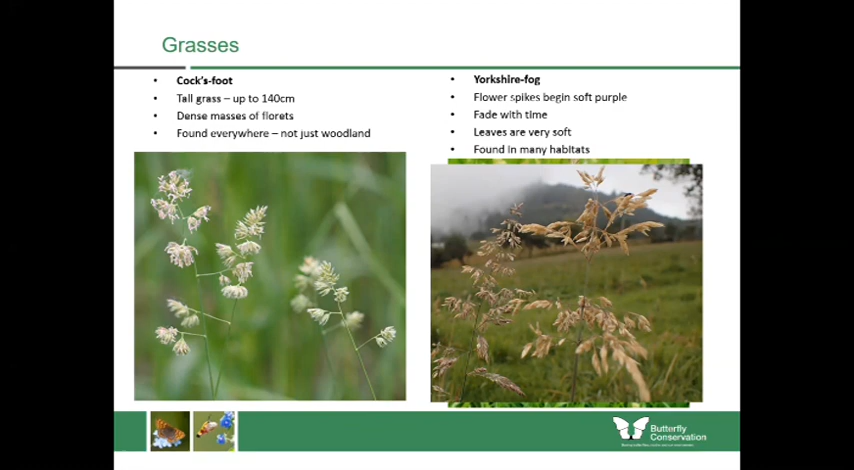 Grasses
• Cock's-foot
• Tall grass – up to 140cm
• Dense masses of florets
• Found everywhere – not just woodland
• Yorkshire-fog
• Flower spikes begin soft purple
• Fade with time
• Leaves are very soft
• Found in many habitats
Butterfly
Conservation